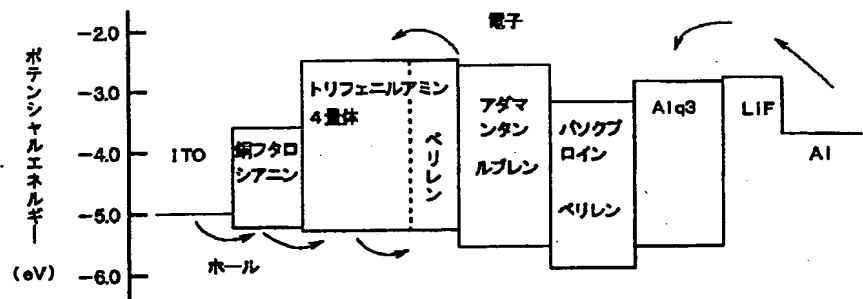 電子
-2.0
-3.0
-4.0
-5.0
-6.0
ポテンシャルエネルギー
(eV)
ITO
銅フタロ
シアニン
トリフェニルアミン
4量体
ペリレン
アダマ
ンタン
ルブレン
バソクプ
ロイン
ペリレン
Alq3
LiF
Al
ホール